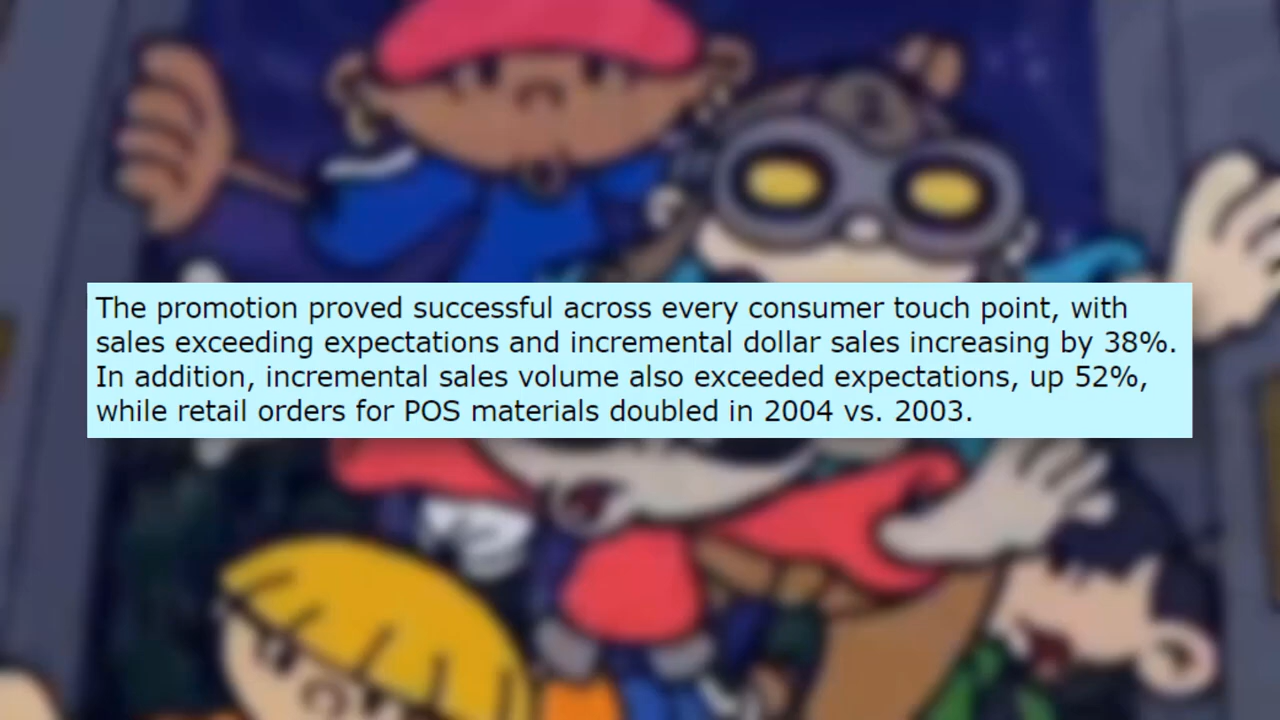 The promotion proved successful across every consumer touch point, with
sales exceeding expectations and incremental dollar sales increasing by 38%.
In addition, incremental sales volume also exceeded expectations, up 52%,
while retail orders for POS materials doubled in 2004 vs. 2003.